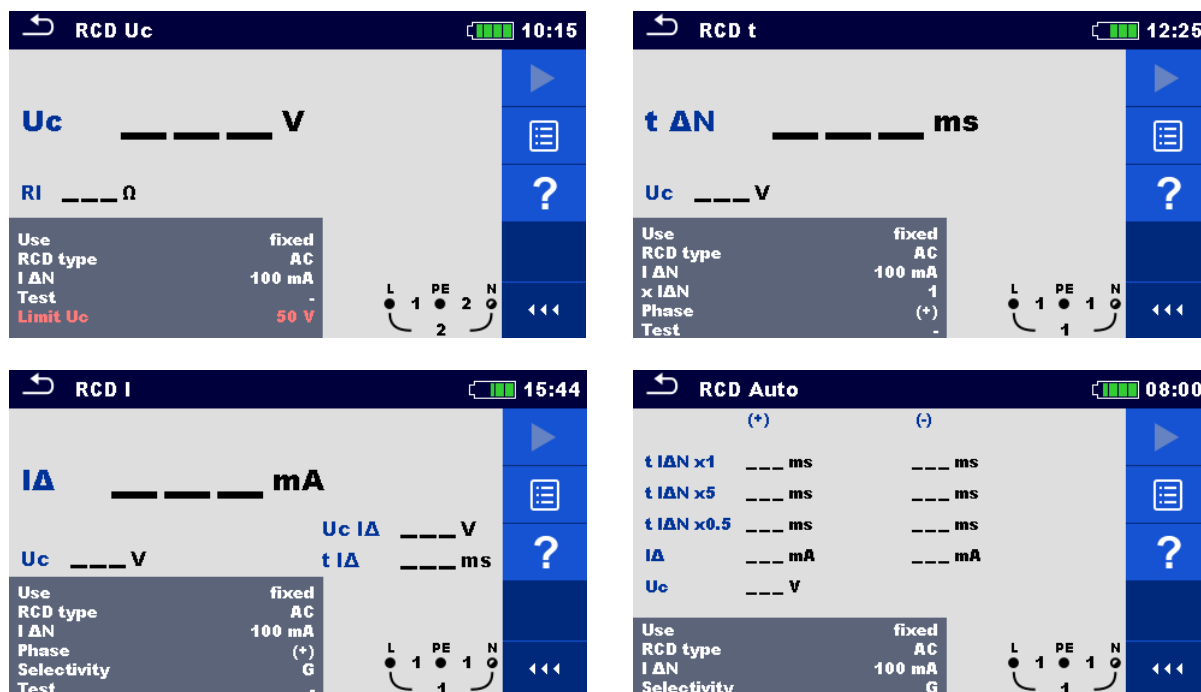 RCD Uc 10:15
Uc ___ V
RI ___ Ω
?
Use fixed
RCD type AC
I ΔN 100 mA
Test -
Limit Uc 50 V
L PE N
1 2
2
RCD t 12:25
t ΔN ___ ms
Uc ___ V
?
Use fixed
RCD type AC
I ΔN 100 mA
x IΔN 1
Phase (+)
Test -
L PE N
1 1
1
RCD I 15:44
IΔ ___ mA
Uc IΔ ___ V
Uc ___ V t IΔ ___ ms
?
Use fixed
RCD type AC
I ΔN 100 mA
Phase (+)
Selectivity G
Test -
L PE N
1 1
1
RCD Auto 08:00
(+) (-)
t IΔN x1 ___ ms ___ ms
t IΔN x5 ___ ms ___ ms
t IΔN x0.5 ___ ms ___ ms
IΔ ___ mA ___ mA
Uc ___ V
?
Use fixed
RCD type AC
I ΔN 100 mA
Selectivity G
L PE N
1 1
1